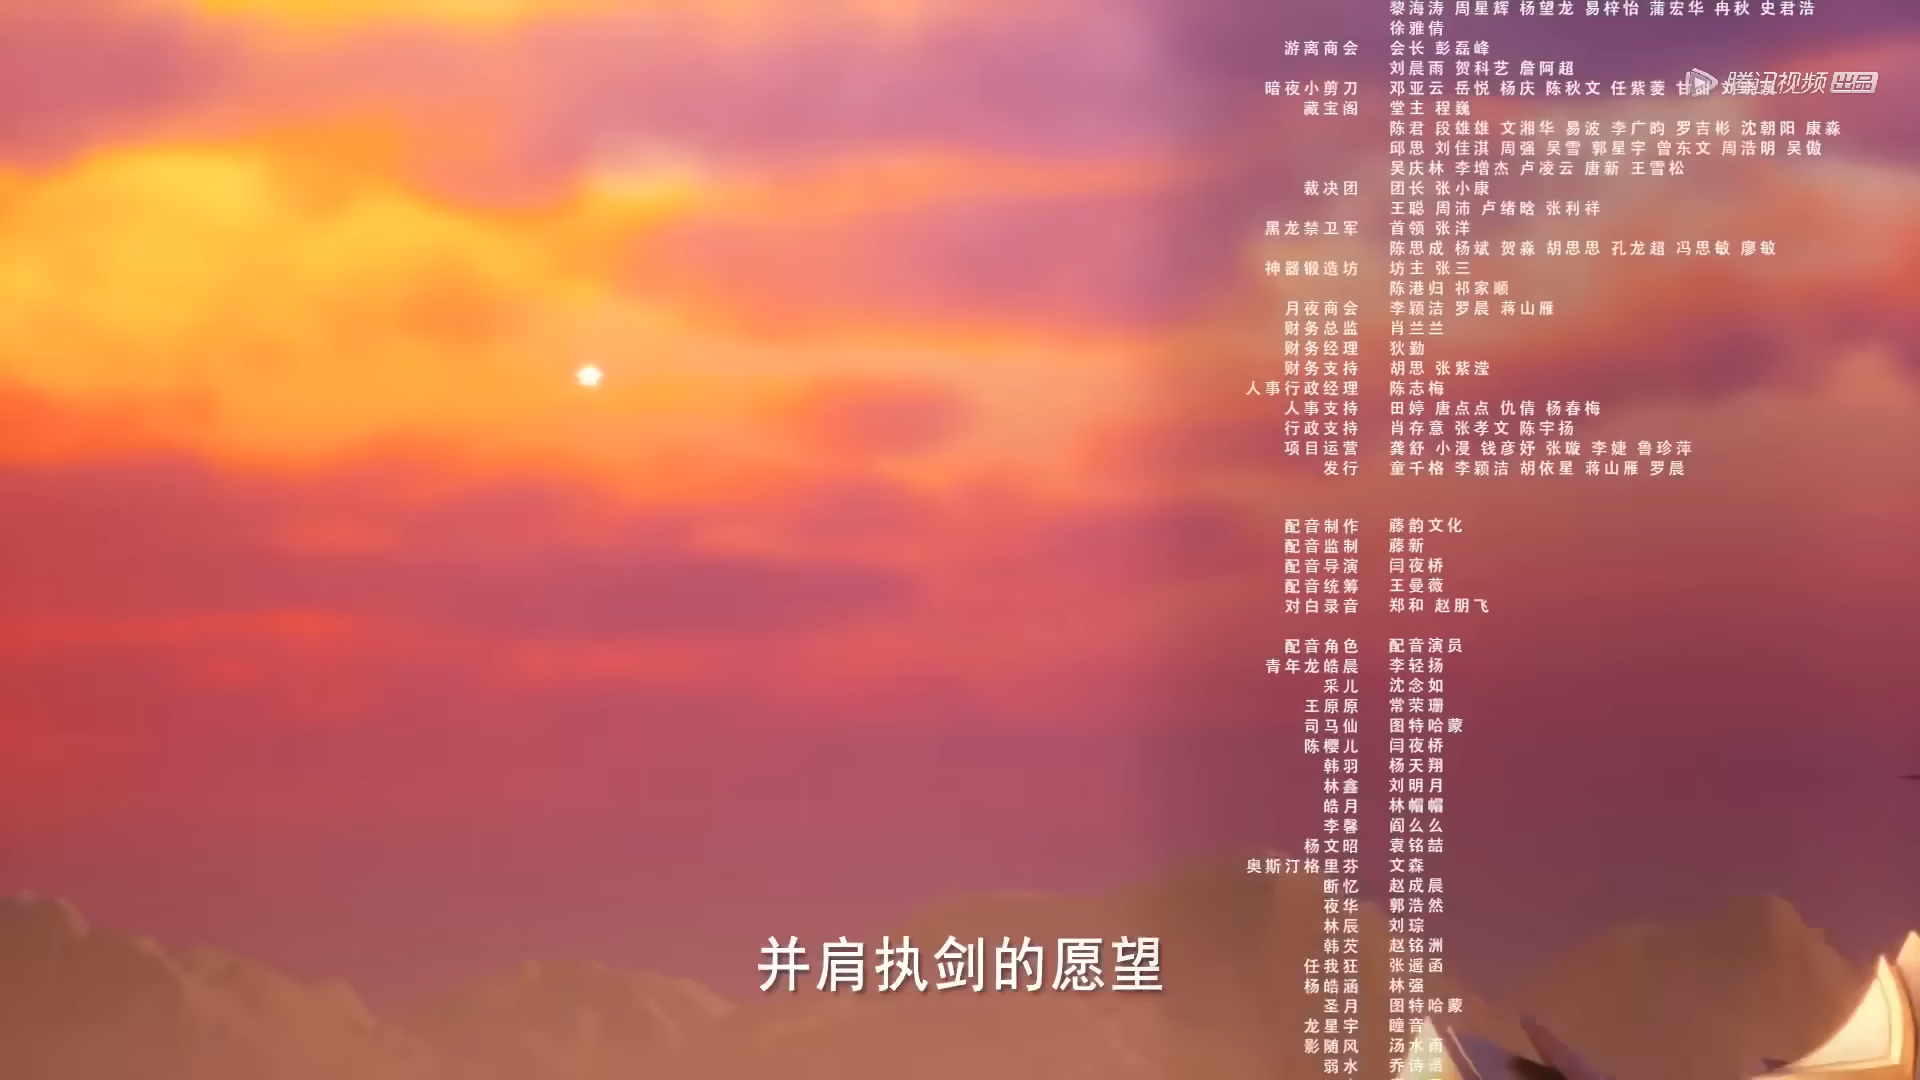 黎海涛 周星辉 杨望龙 易梓怡 蒲宏华 冉秋 史君浩
徐雅倩
游离商会 会长 彭磊峰
刘晨雨 贺科艺 詹阿超
腾讯视频 出品
暗夜小剪刀 邓亚云 岳悦 杨庆 陈秋文 任紫菱
藏宝阁 堂主 程巍
陈君 段雄雄 文湘华 易波 李广昀 罗吉彬 沈朝阳 康淼
邱思 刘佳淇 周强 吴雪 郭星宇 曾东文 周浩明 吴傲
吴庆林 李增杰 卢凌云 唐新 王雪松
裁决团 团长 张小康
王聪 周沛 卢绪晗 张利祥
黑龙禁卫军 首领 张洋
陈思成 杨斌 贺淼 胡思思 孔龙超 冯思敏 廖敏
神器锻造坊 坊主 张三
陈港归 祁家顺
月夜商会 李颖洁 罗晨 蒋山雁
财务总监 肖兰兰
财务经理 狄勤
财务支持 胡思 张紫滢
人事行政经理 陈志梅
人事支持 田婷 唐点点 仇倩 杨春梅
行政支持 肖存意 张孝文 陈宇扬
项目运营 龚舒 小漫 钱彦妤 张璇 李婕 鲁珍萍
发行 童千格 李颖洁 胡依星 蒋山雁 罗晨
配音制作 藤韵文化
配音监制 藤新
配音导演 闫夜桥
配音统筹 王曼薇
对白录音 郑和 赵朋飞
配音角色 配音演员
青年龙皓晨 李轻扬
采儿 沈念如
王原原 常荣珊
司马仙 图特哈蒙
陈樱儿 闫夜桥
韩羽 杨天翔
林鑫 刘明月
皓月 林帽帽
李馨 阎么么
杨文昭 袁铭喆
奥斯汀格里芬 文森
断忆 赵成晨
夜华 郭浩然
林辰 刘琮
韩芡 赵铭洲
任我狂 张遥函
杨皓涵 林强
圣月 图特哈蒙
龙星宇 瞳音
影随风 汤水雨
弱水 乔诗语
并肩执剑的愿望